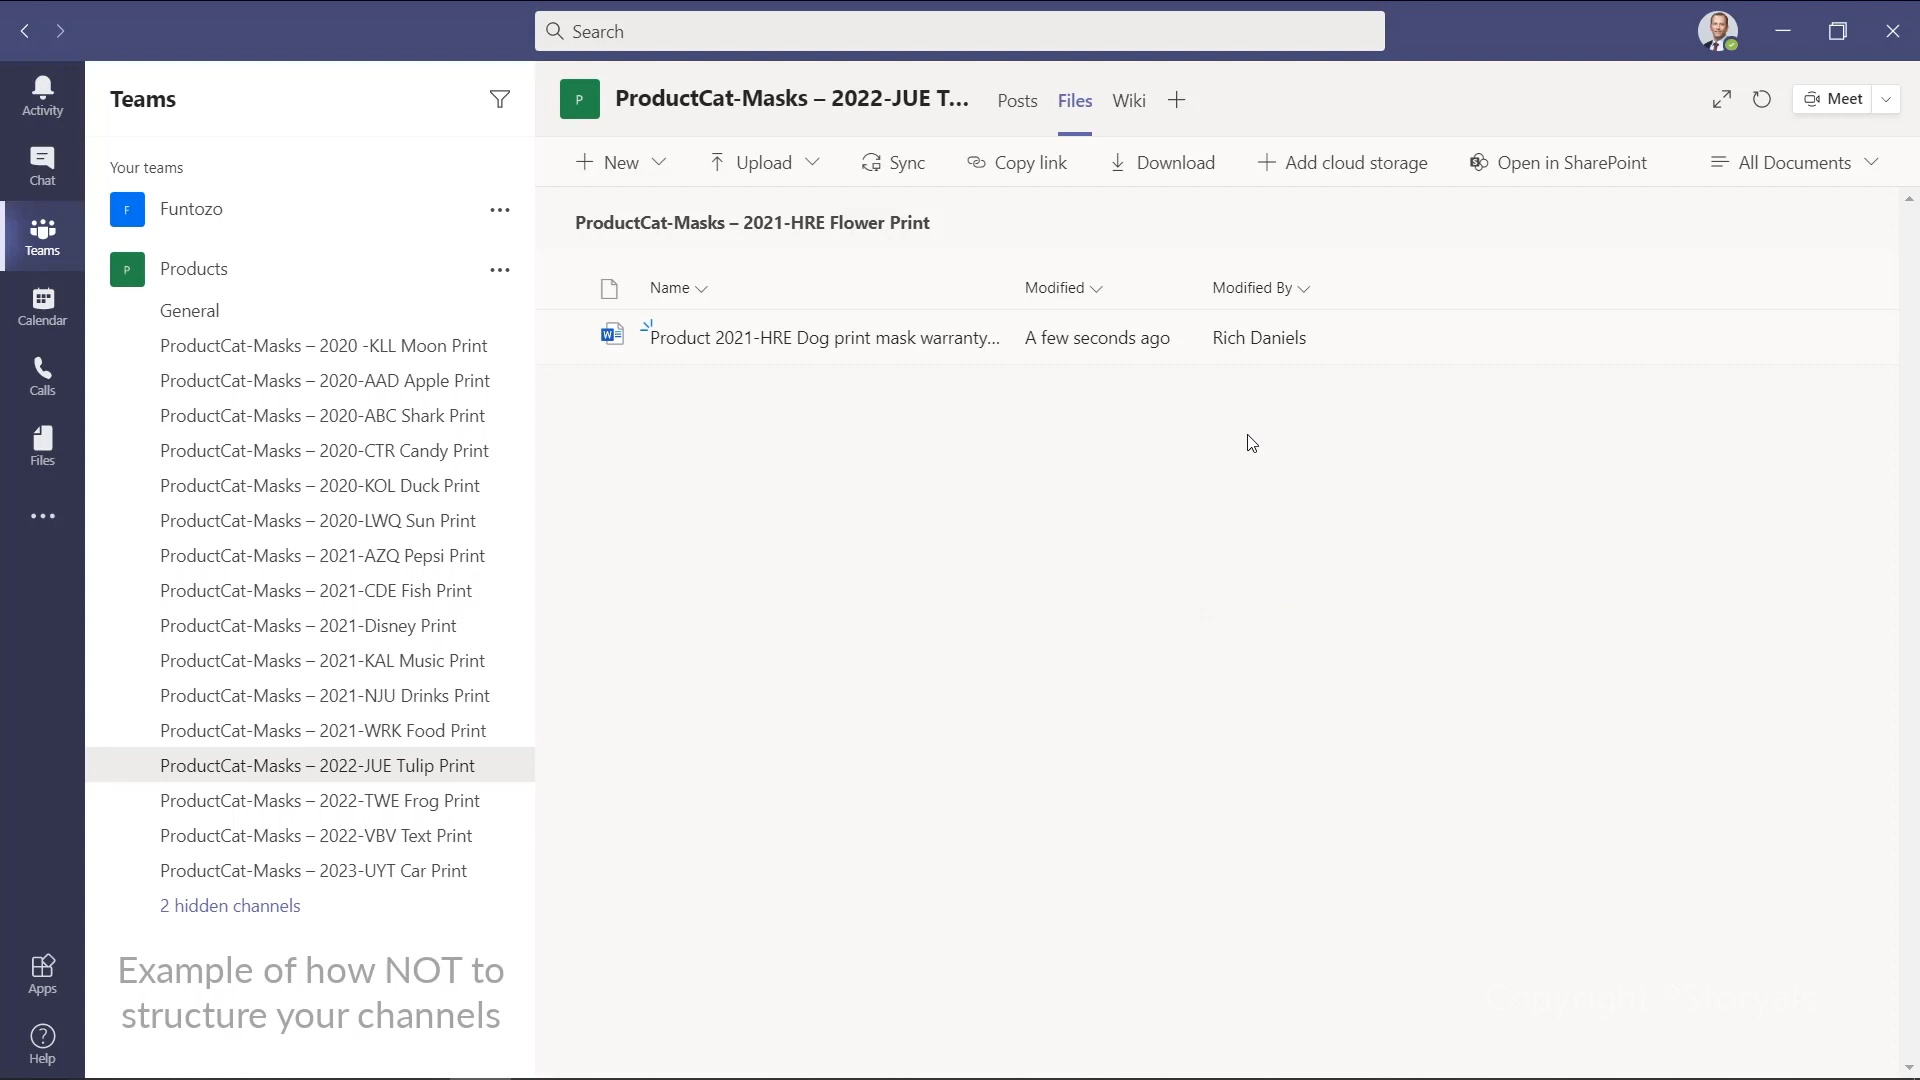 Search
Activity
Chat
Teams
Calendar
Calls
Files
Apps
Help
Teams
Your teams
F
Funtozo
P
Products
General
ProductCat-Masks – 2020 -KLL Moon Print
ProductCat-Masks – 2020-AAD Apple Print
ProductCat-Masks – 2020-ABC Shark Print
ProductCat-Masks – 2020-CTR Candy Print
ProductCat-Masks – 2020-KOL Duck Print
ProductCat-Masks – 2020-LWQ Sun Print
ProductCat-Masks – 2021-AZQ Pepsi Print
ProductCat-Masks – 2021-CDE Fish Print
ProductCat-Masks – 2021-Disney Print
ProductCat-Masks – 2021-KAL Music Print
ProductCat-Masks – 2021-NJU Drinks Print
ProductCat-Masks – 2021-WRK Food Print
ProductCat-Masks – 2022-JUE Tulip Print
ProductCat-Masks – 2022-TWE Frog Print
ProductCat-Masks – 2022-VBV Text Print
ProductCat-Masks – 2023-UYT Car Print
2 hidden channels
Example of how NOT to
structure your channels
P
ProductCat-Masks – 2022-JUE T... Posts Files Wiki Meet
New Upload Sync Copy link Download Add cloud storage Open in SharePoint All Documents
ProductCat-Masks – 2021-HRE Flower Print
Name Modified Modified By
Product 2021-HRE Dog print mask warranty... A few seconds ago Rich Daniels
Copyright